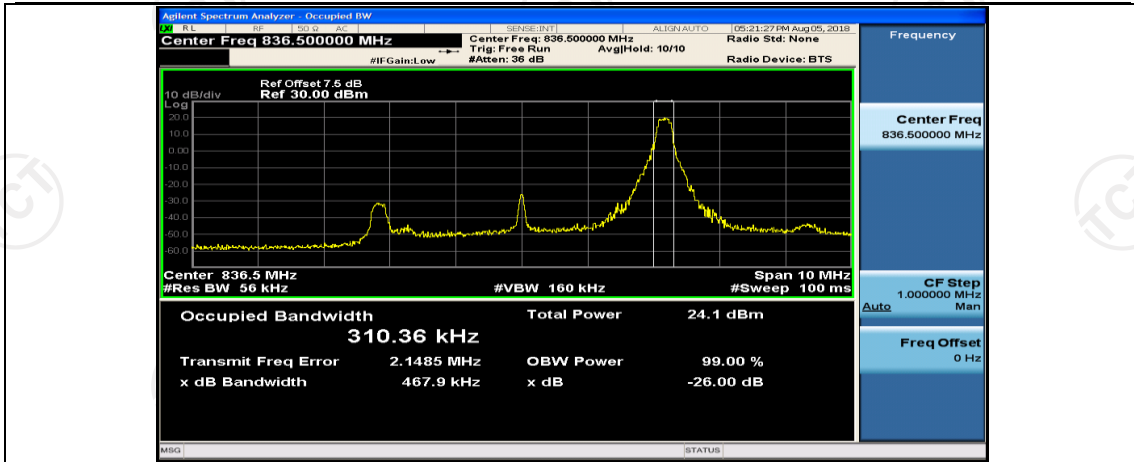 Agilent Spectrum Analyzer - Occupied BW
LXI RL RF 50 Ω AC SENSE:INT ALIGN AUTO 05:21:27 PM Aug 05, 2018
Center Freq 836.500000 MHz
Center Freq: 836.500000 MHz
Radio Std: None
Trig: Free Run Avg|Hold: 10/10
#IFGain:Low
#Atten: 36 dB
Radio Device: BTS
Frequency
Ref Offset 7.5 dB
10 dB/div Ref 30.00 dBm
Log
20.0
10.0
0.00
-10.0
-20.0
-30.0
-40.0
-50.0
-60.0
Center 836.5 MHz Span 10 MHz
#Res BW 56 kHz #VBW 160 kHz #Sweep 100 ms
Occupied Bandwidth Total Power 24.1 dBm
310.36 kHz
Transmit Freq Error 2.1485 MHz OBW Power 99.00 %
x dB Bandwidth 467.9 kHz x dB -26.00 dB
Center Freq
836.500000 MHz
CF Step
1.000000 MHz
Auto Man
Freq Offset
0 Hz
MSG STATUS
TCT
TCT